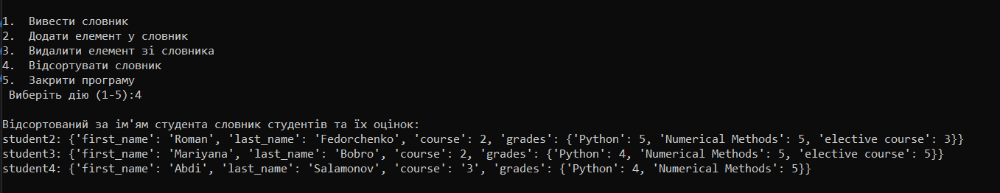 1.  Вивести словник
2.  Додати елемент у словник
3.  Видалити елемент зі словника
4.  Відсортувати словник
5.  Закрити програму
 Виберіть дію (1-5):4
Відсортований за ім'ям студента словник студентів та їх оцінок:
student2: {'first_name': 'Roman', 'last_name': 'Fedorchenko', 'course': 2, 'grades': {'Python': 5, 'Numerical Methods': 5, 'elective course': 3}}
student3: {'first_name': 'Mariyana', 'last_name': 'Bobro', 'course': 2, 'grades': {'Python': 4, 'Numerical Methods': 5, 'elective course': 5}}
student4: {'first_name': 'Abdi', 'last_name': 'Salamonov', 'course': '3', 'grades': {'Python': 4, 'Numerical Methods': 5}}